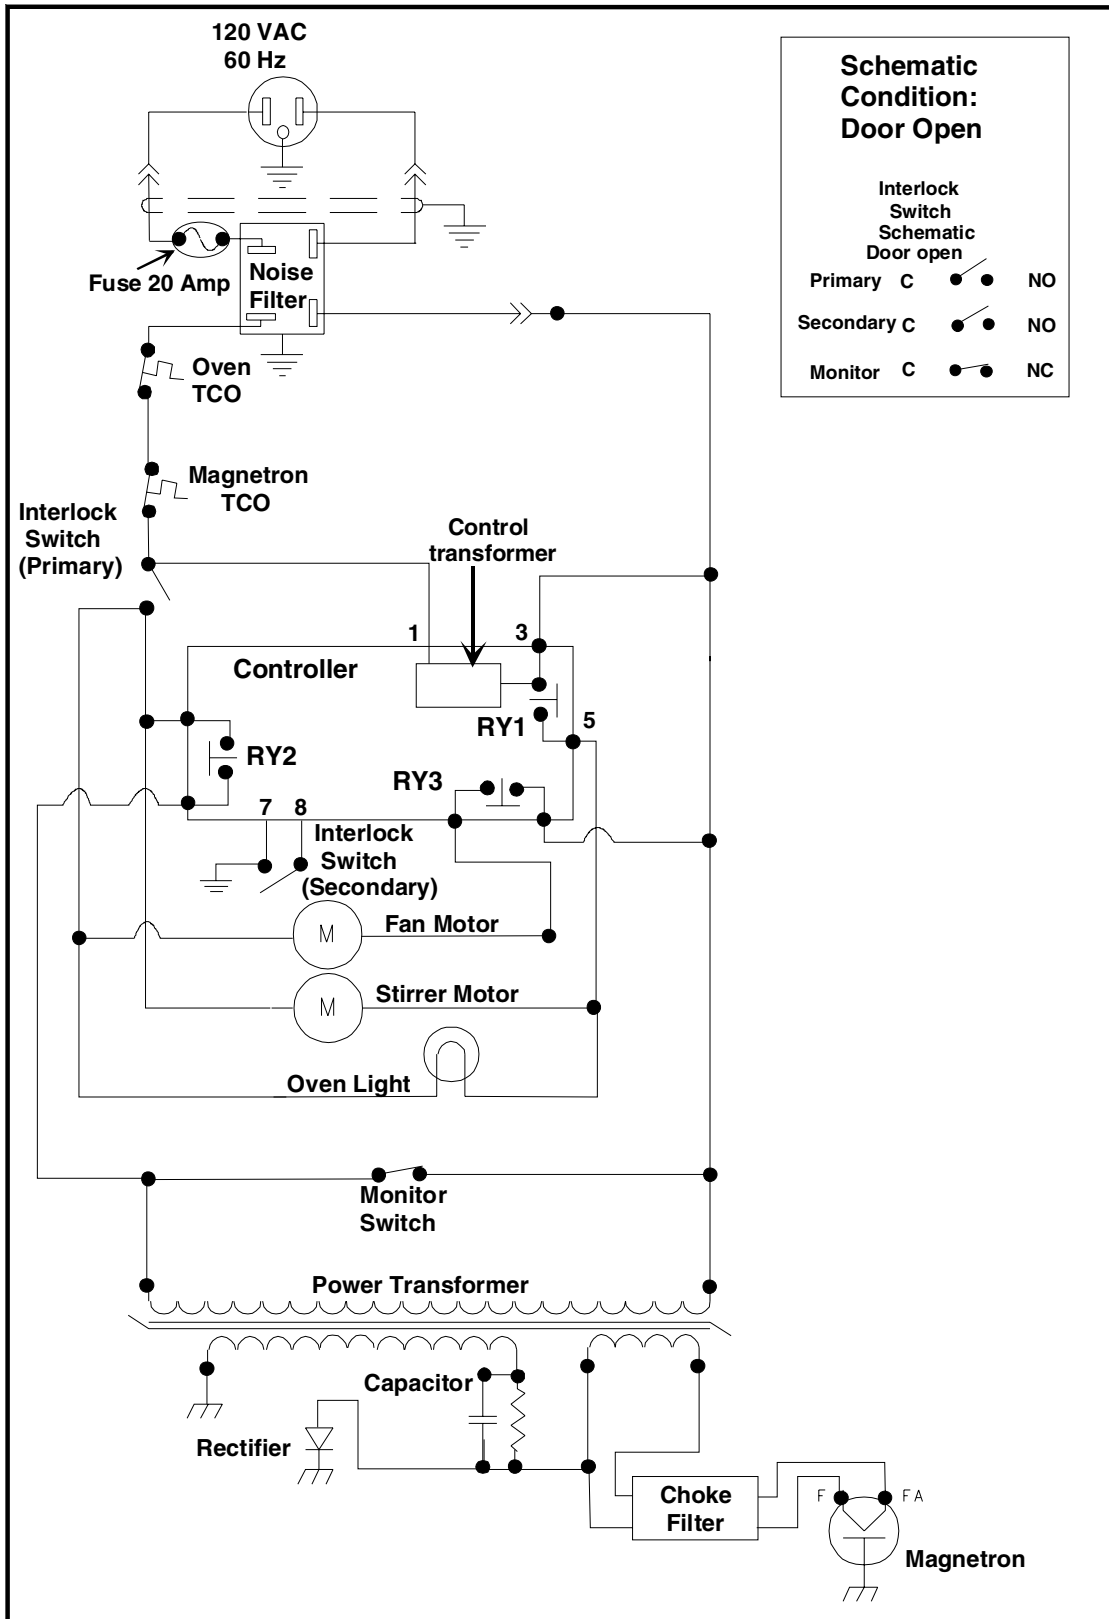 120 VAC
60 Hz
Schematic
Condition:
Door Open
Interlock
Switch
Schematic
Door open
Primary C NO
Secondary C NO
Monitor C NC
Fuse 20 Amp
Noise
Filter
Oven
TCO
Magnetron
TCO
Interlock
Switch
(Primary)
Control
transformer
1 3
Controller
RY1
5
RY2
RY3
7 8
Interlock
Switch
(Secondary)
M
Fan Motor
M
Stirrer Motor
Oven Light
Monitor
Switch
Power Transformer
Capacitor
Rectifier
Choke
Filter
F FA
Magnetron